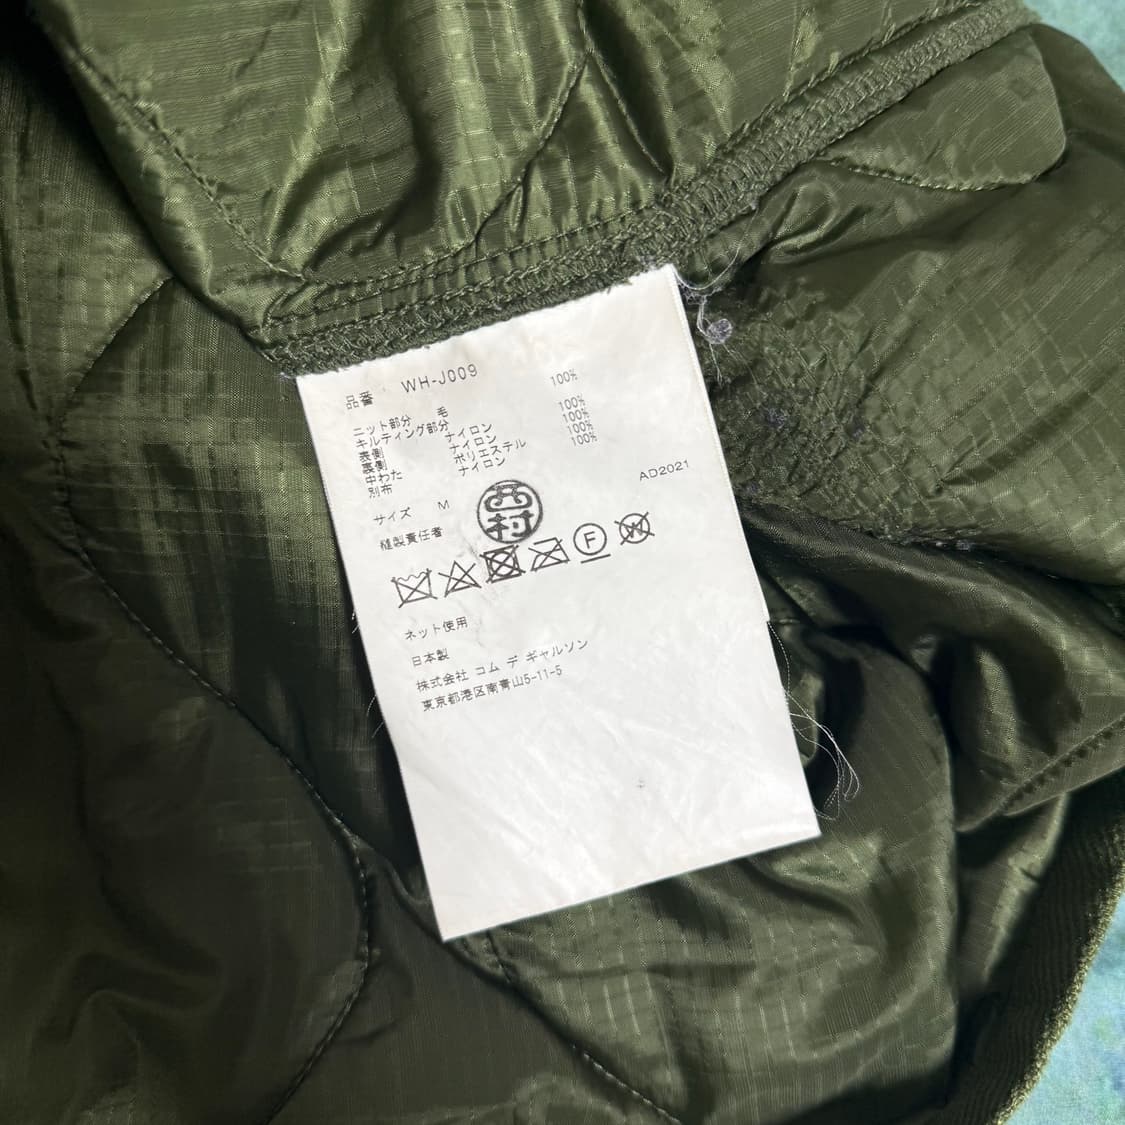 品番 WH-J009
ニット部分 毛 100%
キルティング部分
表側 ナイロン 100%
裏側 ナイロン 100%
中わた ポリエステル 100%
別布 ナイロン 100%
AD2021
サイズ M
縫製責任者 西村
F W
ネット使用
日本製
株式会社 コム デ ギャルソン
東京都港区南青山5-11-5